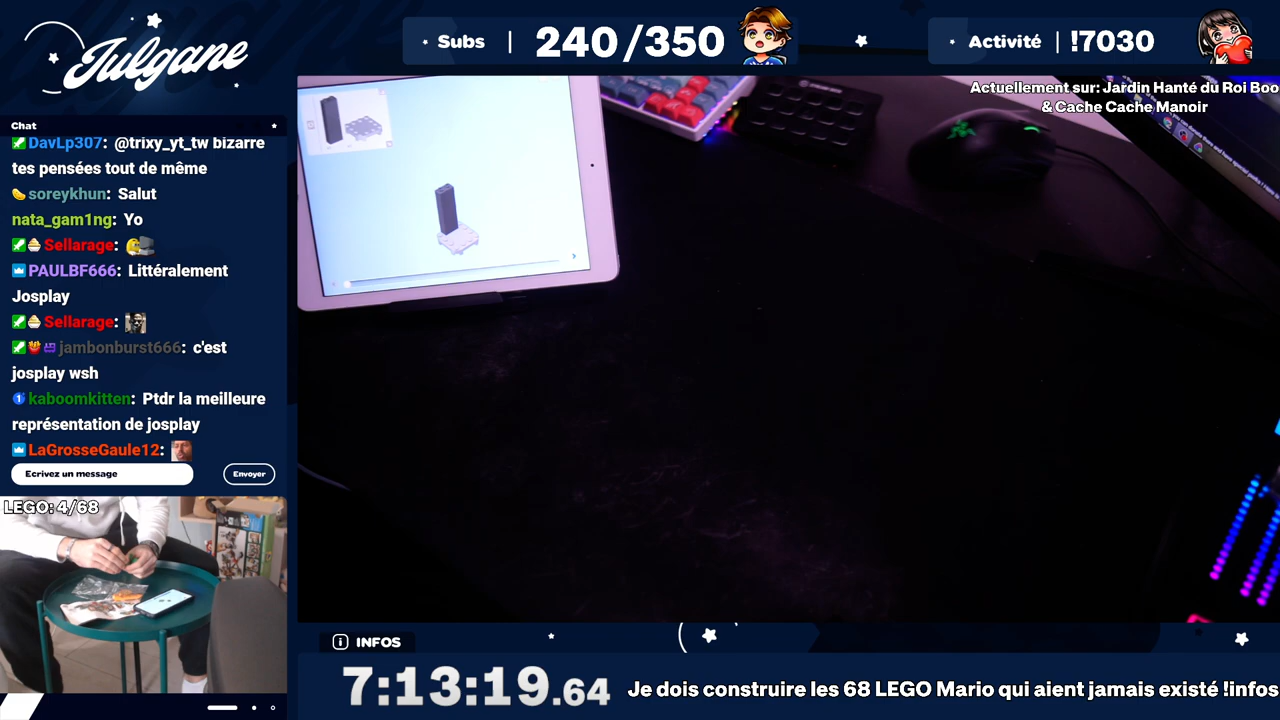 Julgane
Subs | 240/350
Activité | !7030
Actuellement sur: Jardin Hanté du Roi Boo
& Cache Cache Manoir
Chat
DavLp307: @trixy_yt_tw bizarre
tes pensées tout de même
soreykhun: Salut
nata_gam1ng: Yo
Sellarage:
PAULBF666: Littéralement
Josplay
Sellarage:
jambonburst666: c'est
josplay wsh
kaboomkitten: Ptdr la meilleure
représentation de josplay
LaGrosseGaule12:
Ecrivez un message
Envoyer
LEGO: 4/68
INFOS
7:13:19.64
Je dois construire les 68 LEGO Mario qui aient jamais existé !infos